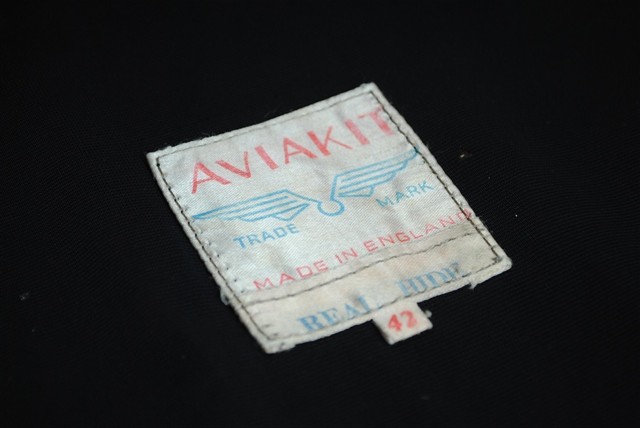 AVIAKIT
TRADE MARK
MADE IN ENGLAND
REAL HIDE
42